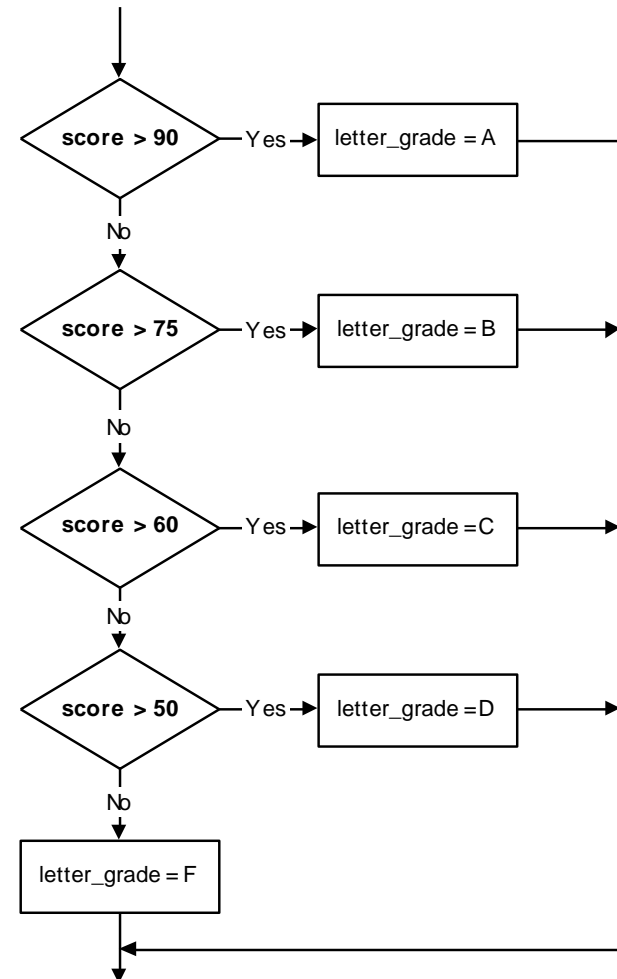 score > 90
Yes
letter_grade = A
No
score > 75
Yes
letter_grade = B
No
score > 60
Yes
letter_grade = C
No
score > 50
Yes
letter_grade = D
No
letter_grade = F